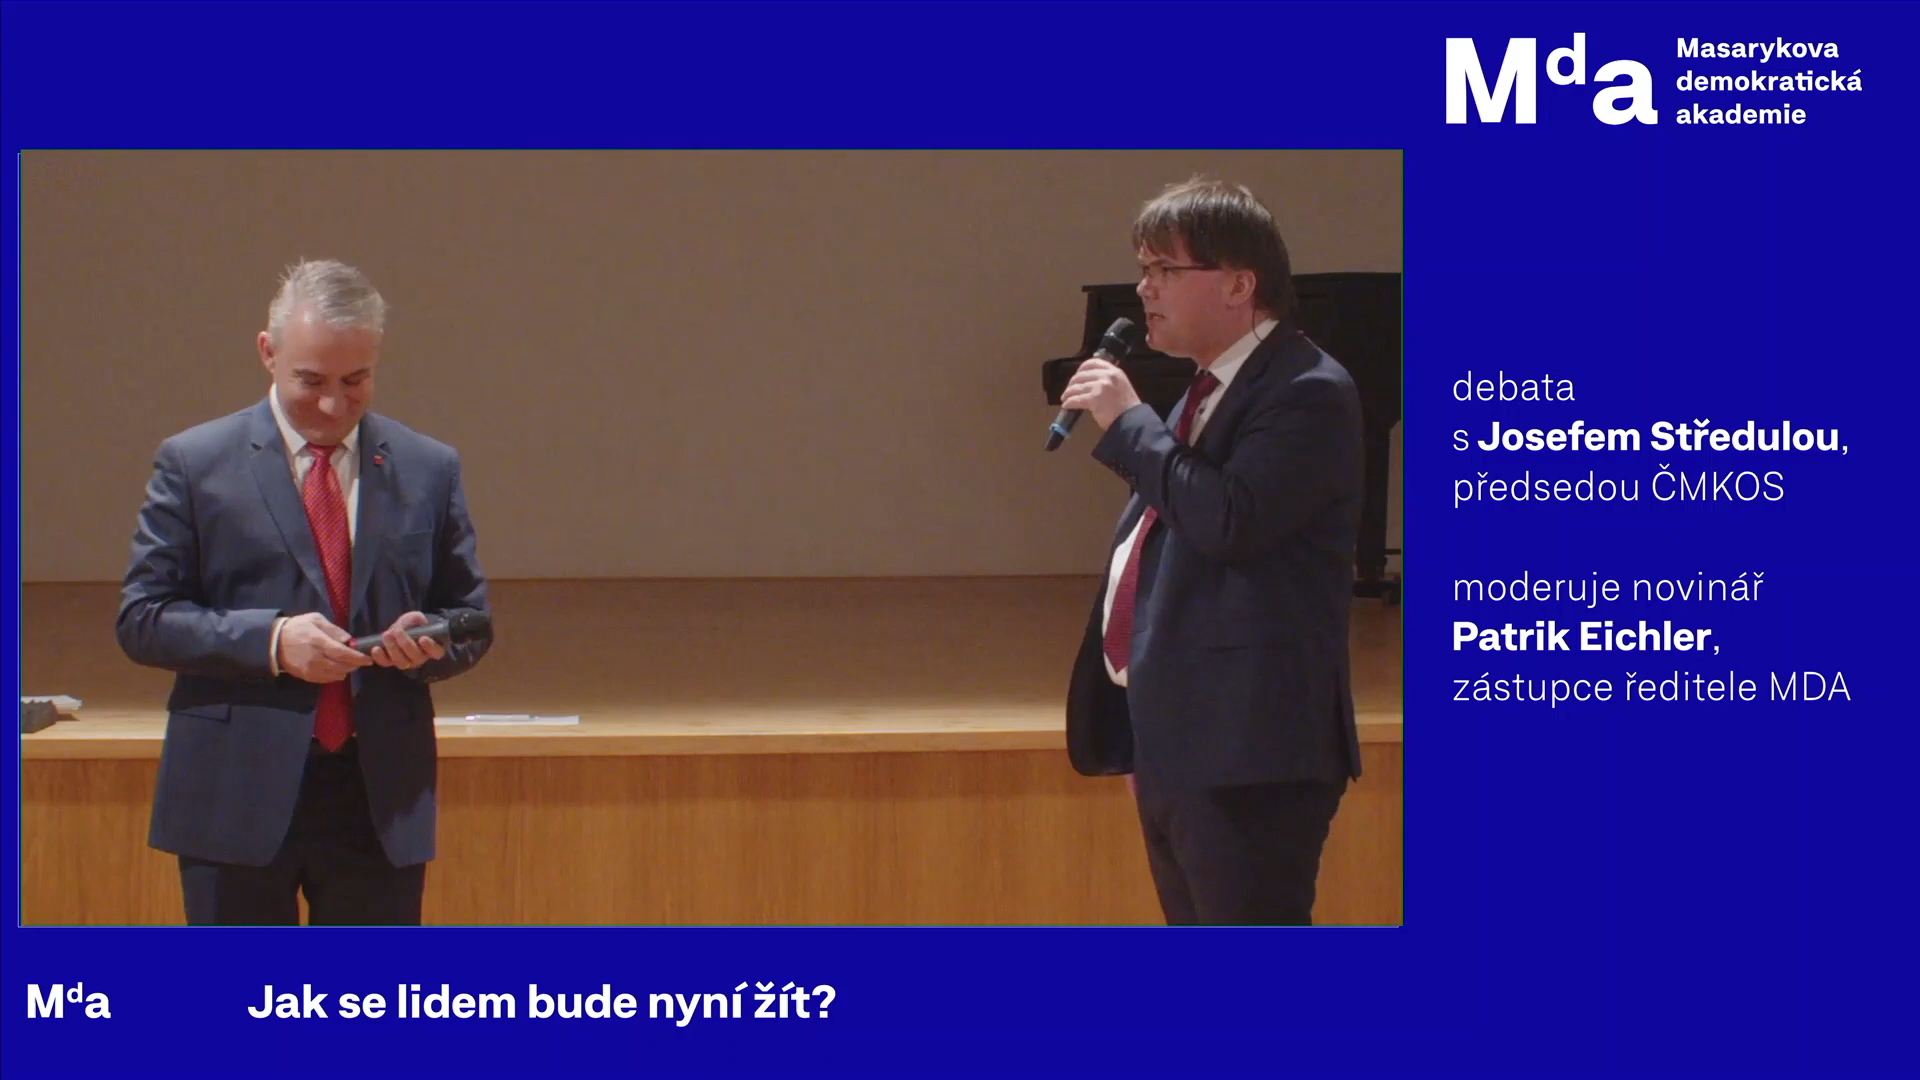 Mda
Masarykova
demokratická
akademie
debata
s Josefem Středulou,
předsedou ČMKOS
moderuje novinář
Patrik Eichler,
zástupce ředitele MDA
Mda
Jak se lidem bude nyní žít?